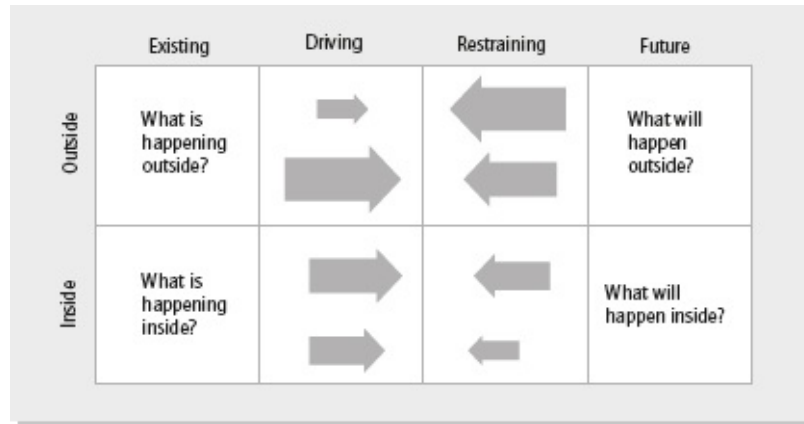 Existing
Driving
Restraining
Future
Outside
What is
happening
outside?
What will
happen
outside?
Inside
What is
happening
inside?
What will
happen inside?